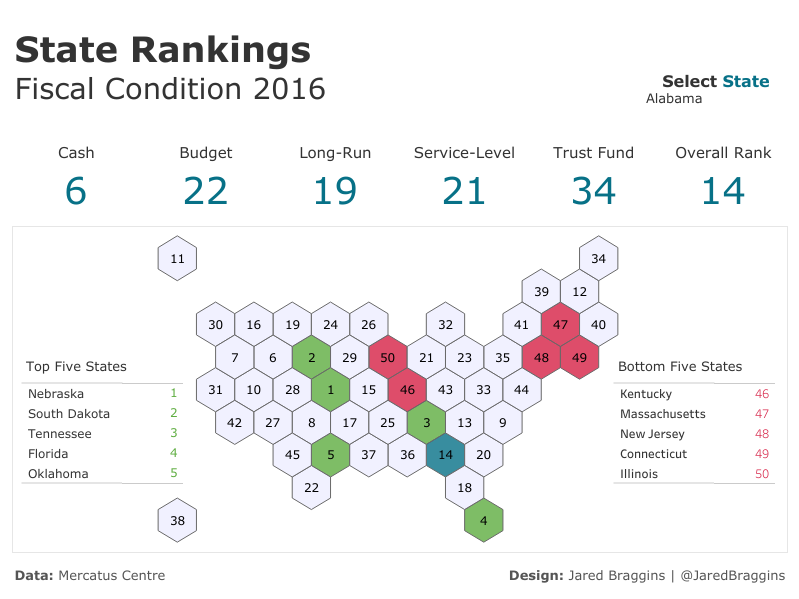 State Rankings
Fiscal Condition 2016
Select State
Alabama
Cash Budget Long-Run Service-Level Trust Fund Overall Rank
6 22 19 21 34 14
11 34
39 12
30 16 19 24 26 32 41 47 40
7 6 2 29 50 21 23 35 48 49
31 10 28 1 15 46 43 33 44
42 27 8 17 25 3 13 9
45 5 37 36 14 20
22 18
38 4
Top Five States
Nebraska 1
South Dakota 2
Tennessee 3
Florida 4
Oklahoma 5
Bottom Five States
Kentucky 46
Massachusetts 47
New Jersey 48
Connecticut 49
Illinois 50
Data: Mercatus Centre
Design: Jared Braggins | @JaredBraggins